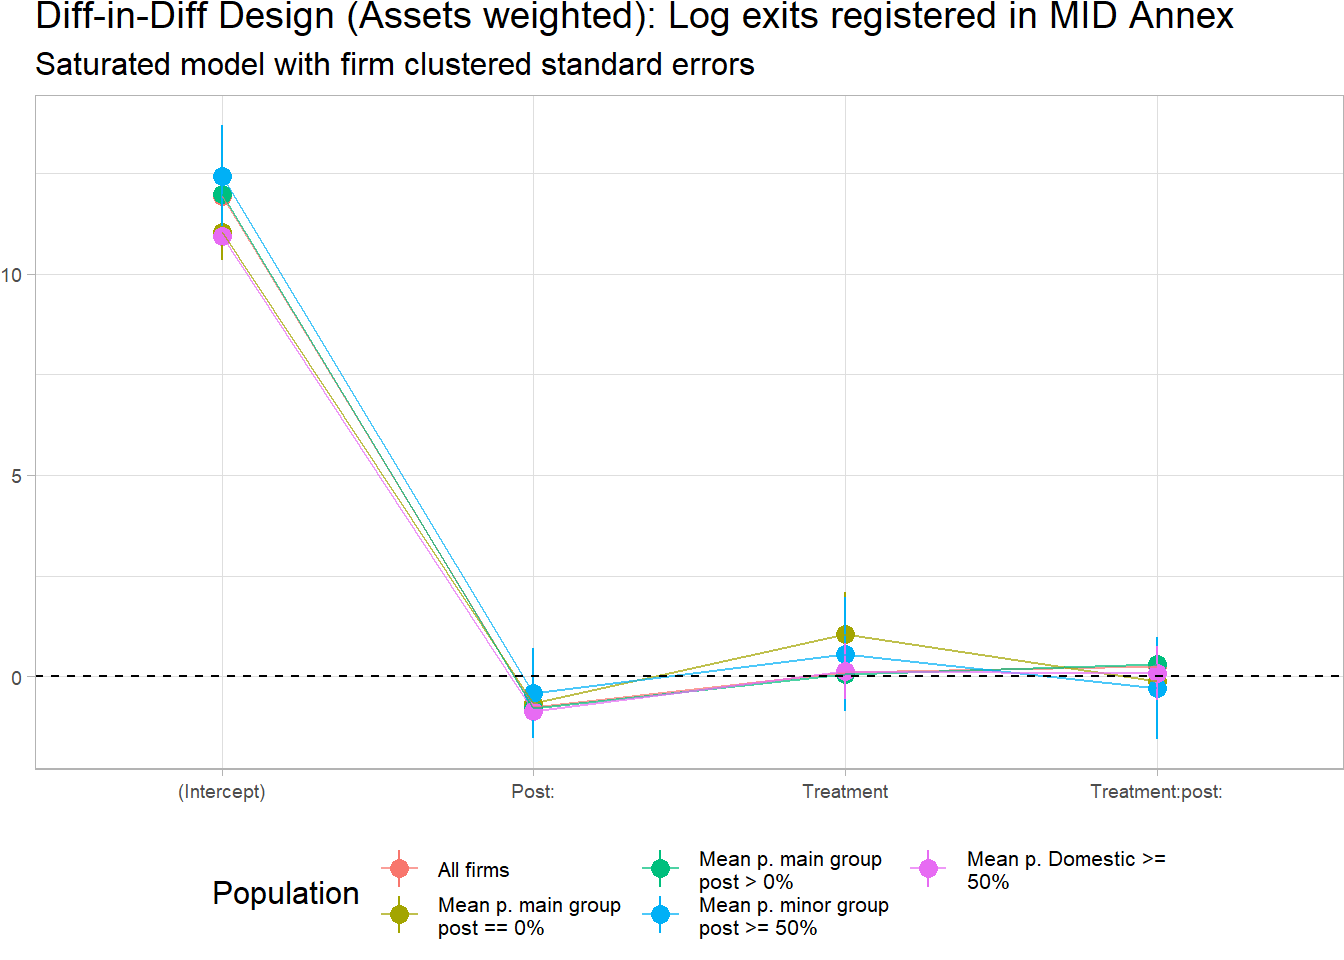 Diff-in-Diff Design (Assets weighted): Log exits registered in MID Annex
Saturated model with firm clustered standard errors
10
5
0
(Intercept)
Post:
Treatment
Treatment:post:
Population
All firms
Mean p. main group
post == 0%
Mean p. main group
post > 0%
Mean p. minor group
post >= 50%
Mean p. Domestic >=
50%